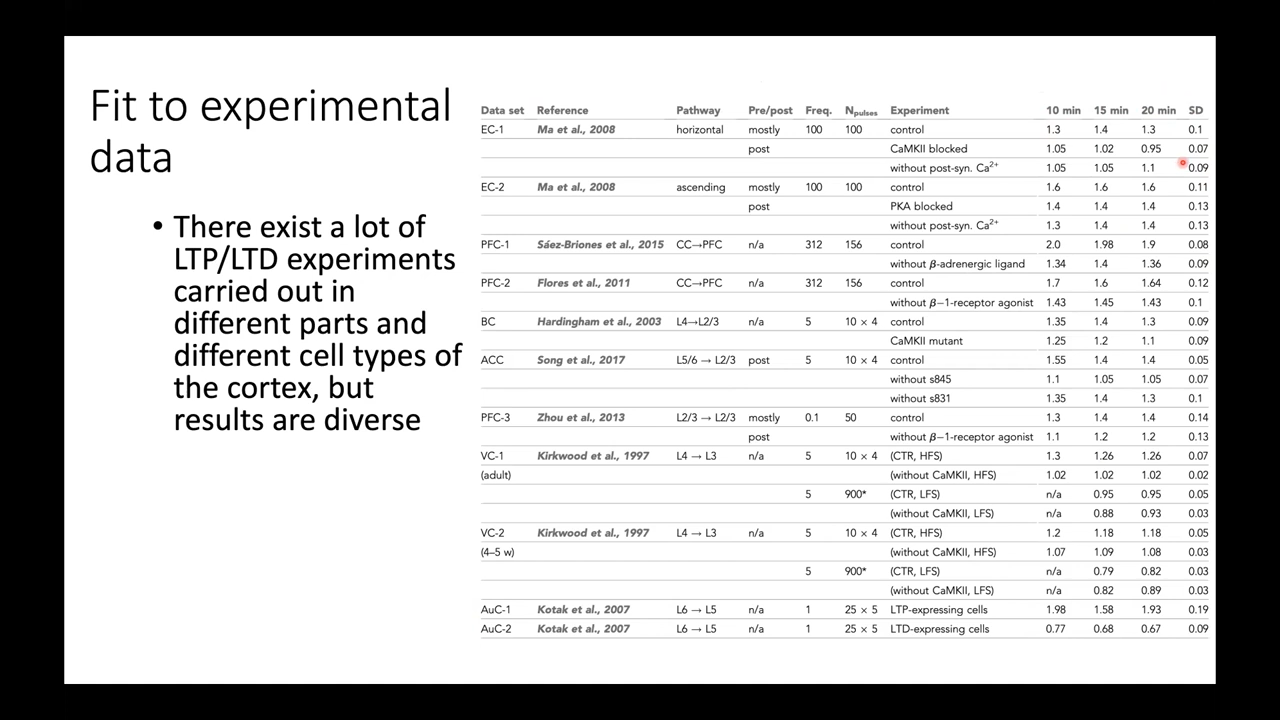 Fit to experimental
data
• There exist a lot of
LTP/LTD experiments
carried out in
different parts and
different cell types of
the cortex, but
results are diverse
Data set Reference Pathway Pre/post Freq. Npulses Experiment 10 min 15 min 20 min SD
EC-1 Ma et al., 2008 horizontal mostly 100 100 control 1.3 1.4 1.3 0.1
post CaMKII blocked 1.05 1.02 0.95 0.07
without post-syn. Ca2+ 1.05 1.05 1.1 0.09
EC-2 Ma et al., 2008 ascending mostly 100 100 control 1.6 1.6 1.6 0.11
post PKA blocked 1.4 1.4 1.4 0.13
without post-syn. Ca2+ 1.3 1.4 1.4 0.13
PFC-1 Sáez-Briones et al., 2015 CC→PFC n/a 312 156 control 2.0 1.98 1.9 0.08
without β-adrenergic ligand 1.34 1.4 1.36 0.09
PFC-2 Flores et al., 2011 CC→PFC n/a 312 156 control 1.7 1.6 1.64 0.12
without β−1-receptor agonist 1.43 1.45 1.43 0.1
BC Hardingham et al., 2003 L4→L2/3 n/a 5 10 × 4 control 1.35 1.4 1.3 0.09
CaMKII mutant 1.25 1.2 1.1 0.09
ACC Song et al., 2017 L5/6 → L2/3 post 5 10 × 4 control 1.55 1.4 1.4 0.05
without s845 1.1 1.05 1.05 0.07
without s831 1.35 1.4 1.3 0.1
PFC-3 Zhou et al., 2013 L2/3 → L2/3 mostly 0.1 50 control 1.3 1.4 1.4 0.14
post without β−1-receptor agonist 1.1 1.2 1.2 0.13
VC-1 Kirkwood et al., 1997 L4 → L3 n/a 5 10 × 4 (CTR, HFS) 1.3 1.26 1.26 0.07
(adult) (without CaMKII, HFS) 1.02 1.02 1.02 0.02
5 900* (CTR, LFS) n/a 0.95 0.95 0.05
(without CaMKII, LFS) n/a 0.88 0.93 0.03
VC-2 Kirkwood et al., 1997 L4 → L3 n/a 5 10 × 4 (CTR, HFS) 1.2 1.18 1.18 0.05
(4–5 w) (without CaMKII, HFS) 1.07 1.09 1.08 0.03
5 900* (CTR, LFS) n/a 0.79 0.82 0.03
(without CaMKII, LFS) n/a 0.82 0.89 0.03
AuC-1 Kotak et al., 2007 L6 → L5 n/a 1 25 × 5 LTP-expressing cells 1.98 1.58 1.93 0.19
AuC-2 Kotak et al., 2007 L6 → L5 n/a 1 25 × 5 LTD-expressing cells 0.77 0.68 0.67 0.09